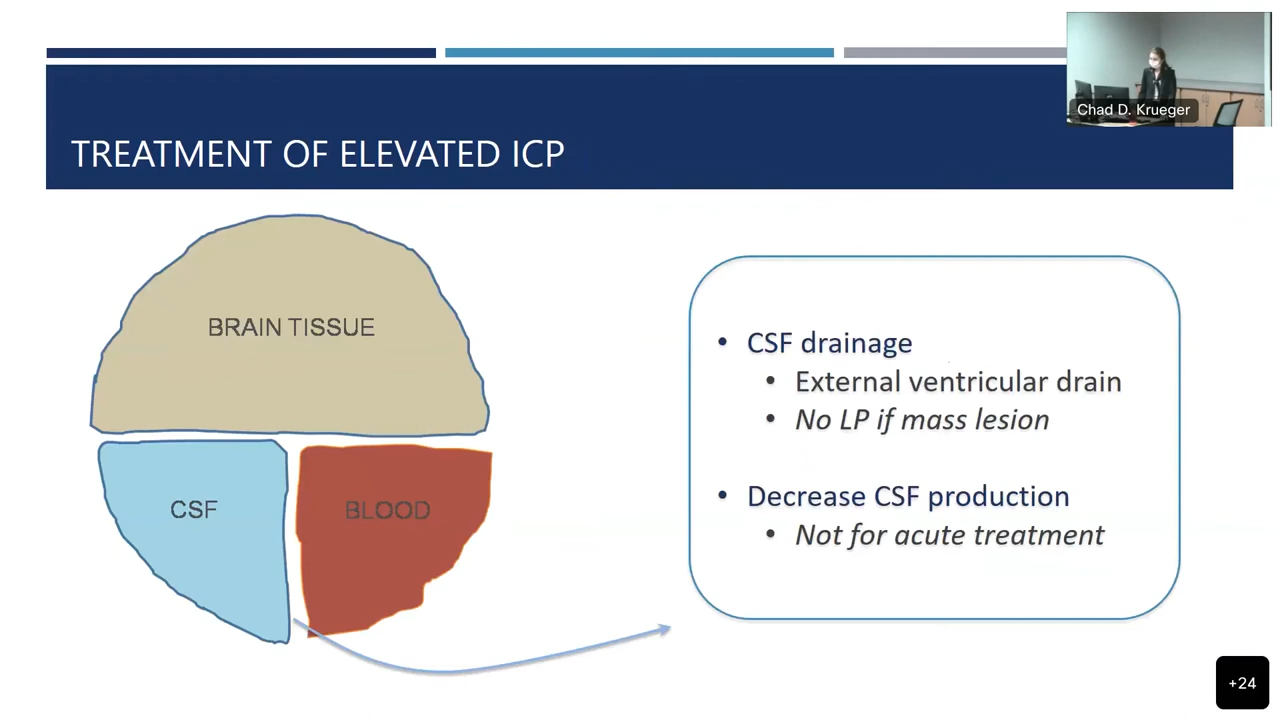 Chad D. Krueger
TREATMENT OF ELEVATED ICP
BRAIN TISSUE
CSF
BLOOD
• CSF drainage
• External ventricular drain
• No LP if mass lesion
• Decrease CSF production
• Not for acute treatment
+24